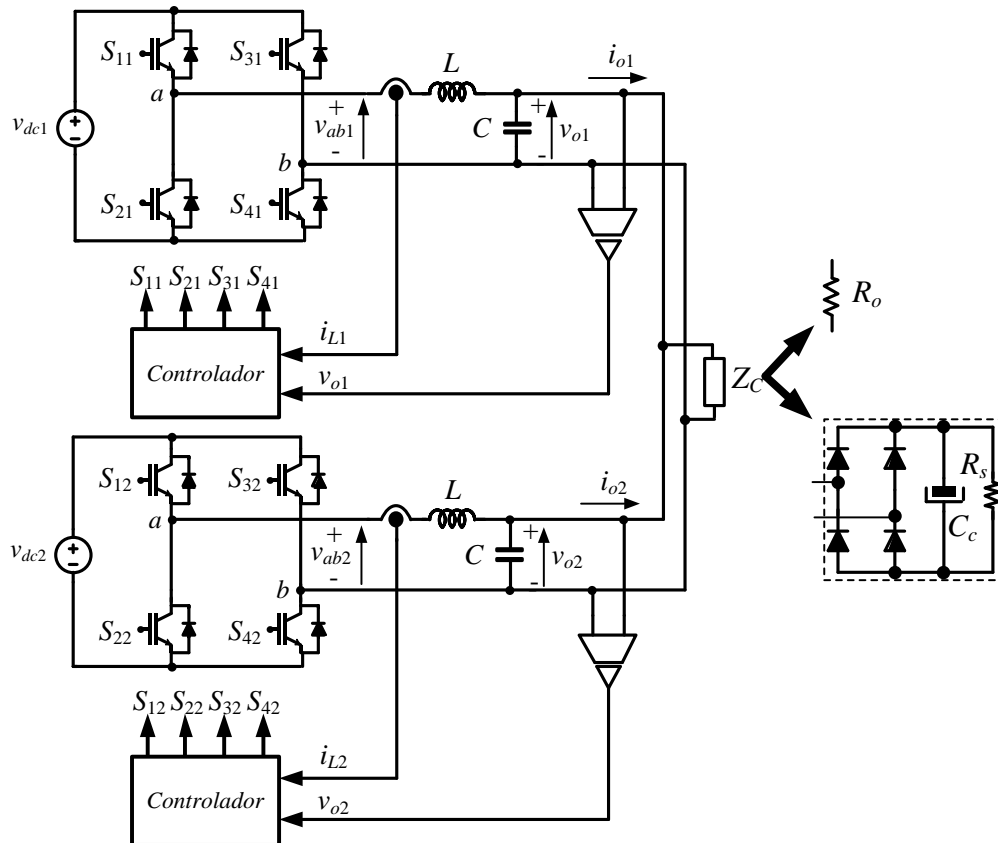 S11 S31
L
io1
a
vdc1
+
vab1
-
C
+
vo1
-
b
S21 S41
S11 S21 S31 S41
iL1
Controlador
vo1
Ro
ZC
S12 S32
L
io2
a
vdc2
+
vab2
-
C
+
vo2
-
b
Rs
Cc
S22 S42
S12 S22 S32 S42
iL2
Controlador
vo2